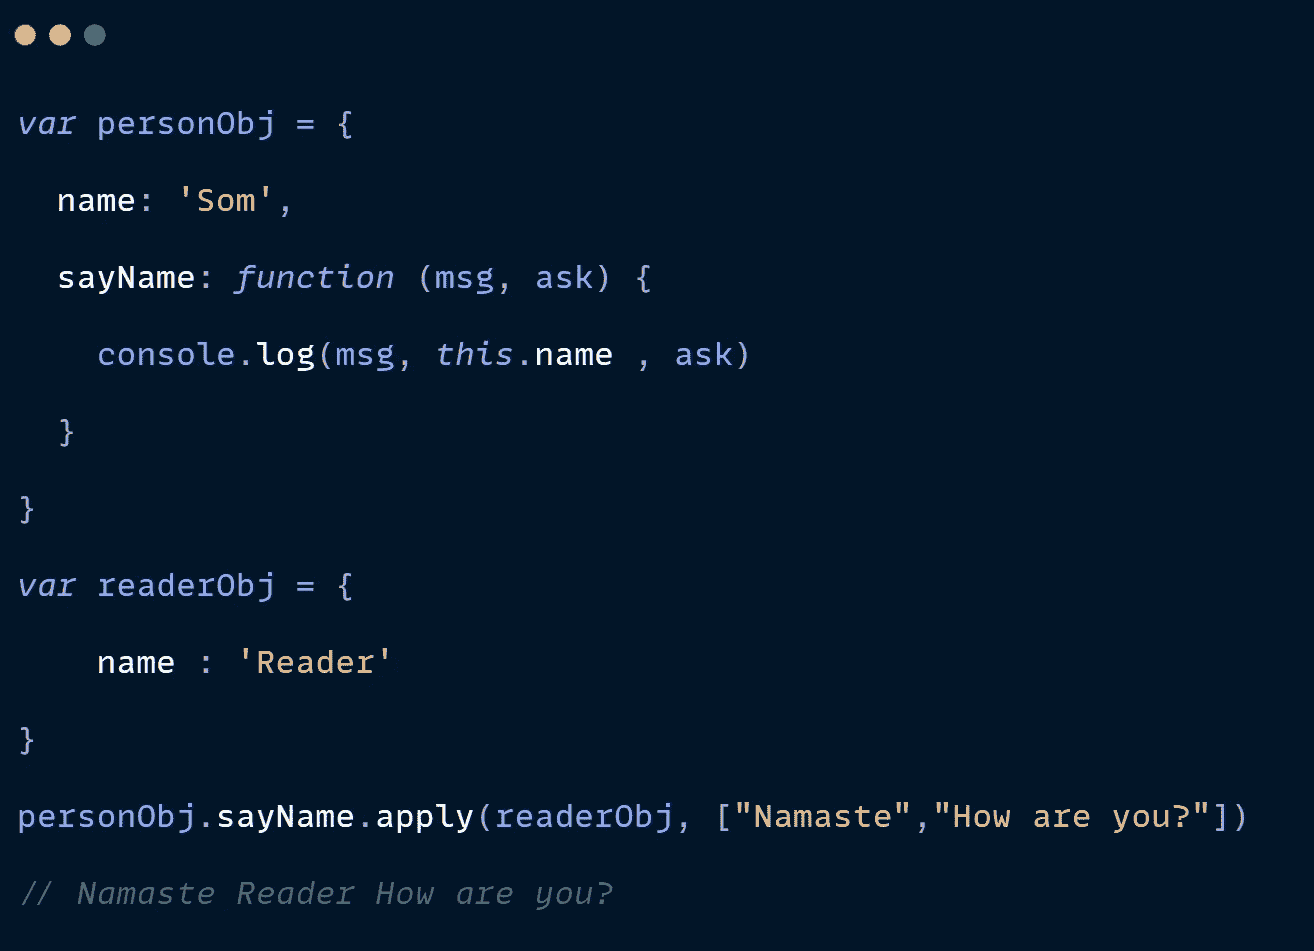 var personObj = {
  name: 'Som',
  sayName: function (msg, ask) {
    console.log(msg, this.name , ask)
  }
}
var readerObj = {
    name : 'Reader'
}
personObj.sayName.apply(readerObj, ["Namaste","How are you?"])
// Namaste Reader How are you?